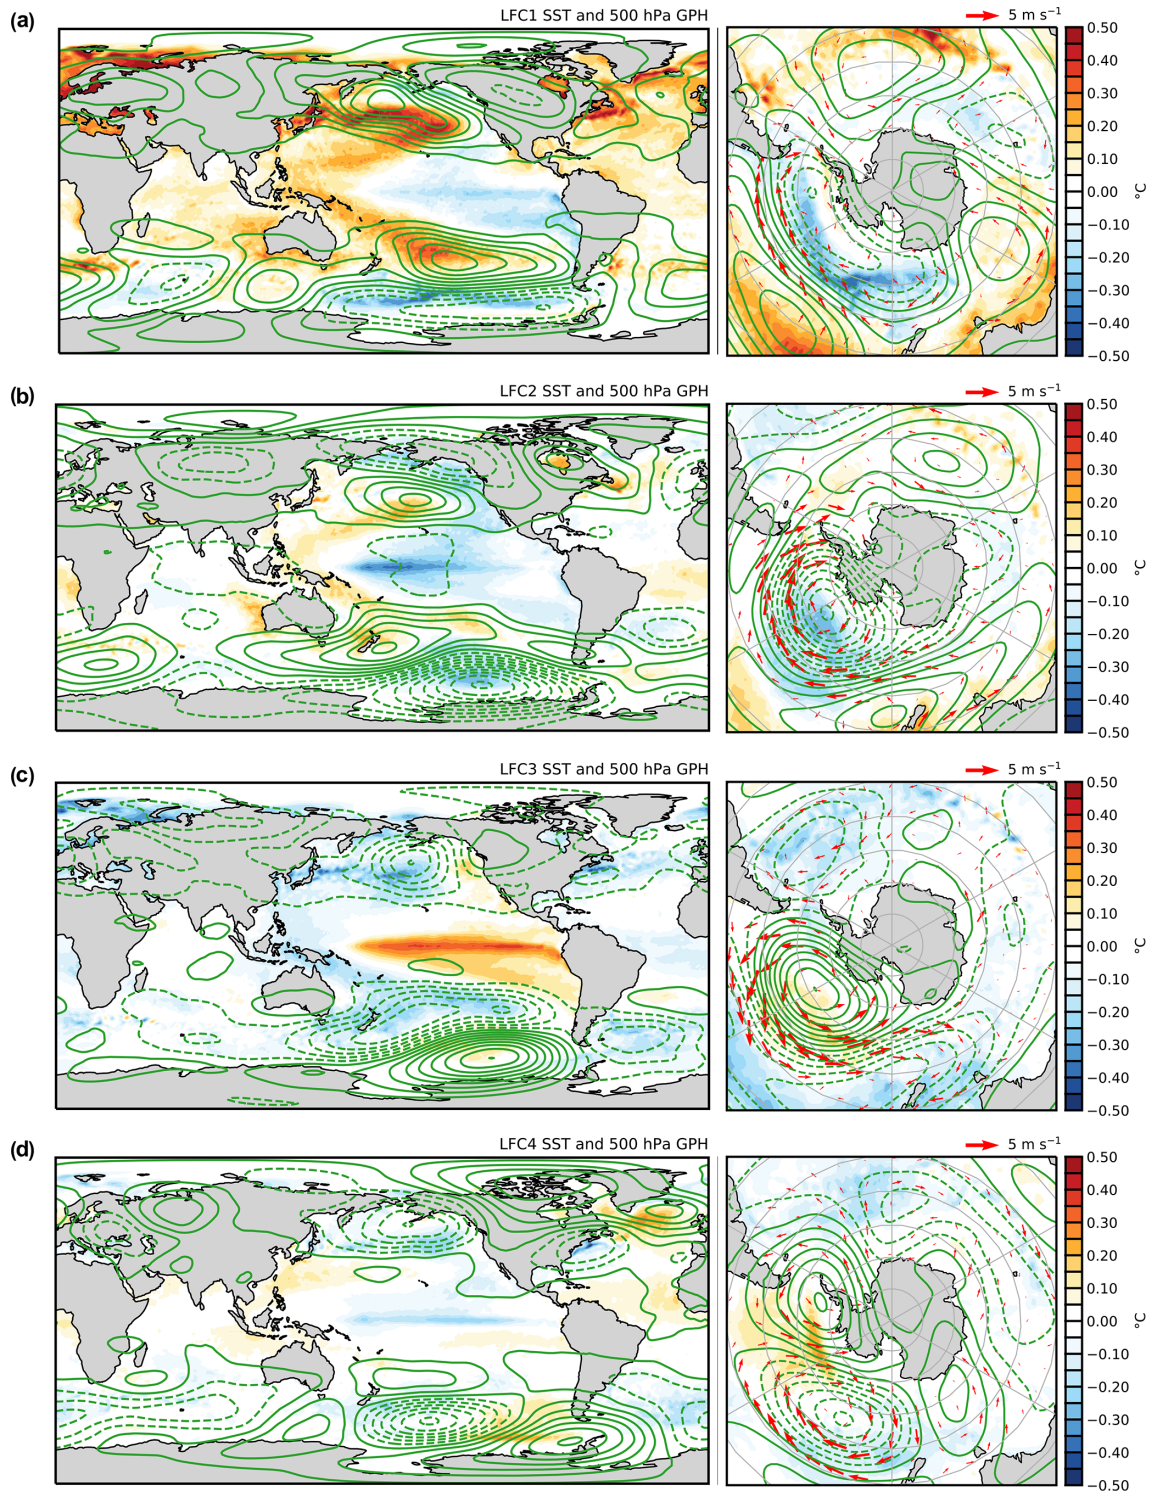 (a)
LFC1 SST and 500 hPa GPH
5 m s⁻¹
0.50
0.40
0.30
0.20
0.10
0.00
−0.10
−0.20
−0.30
−0.40
−0.50
°C
(b)
LFC2 SST and 500 hPa GPH
5 m s⁻¹
0.50
0.40
0.30
0.20
0.10
0.00
−0.10
−0.20
−0.30
−0.40
−0.50
°C
(c)
LFC3 SST and 500 hPa GPH
5 m s⁻¹
0.50
0.40
0.30
0.20
0.10
0.00
−0.10
−0.20
−0.30
−0.40
−0.50
°C
(d)
LFC4 SST and 500 hPa GPH
5 m s⁻¹
0.50
0.40
0.30
0.20
0.10
0.00
−0.10
−0.20
−0.30
−0.40
−0.50
°C